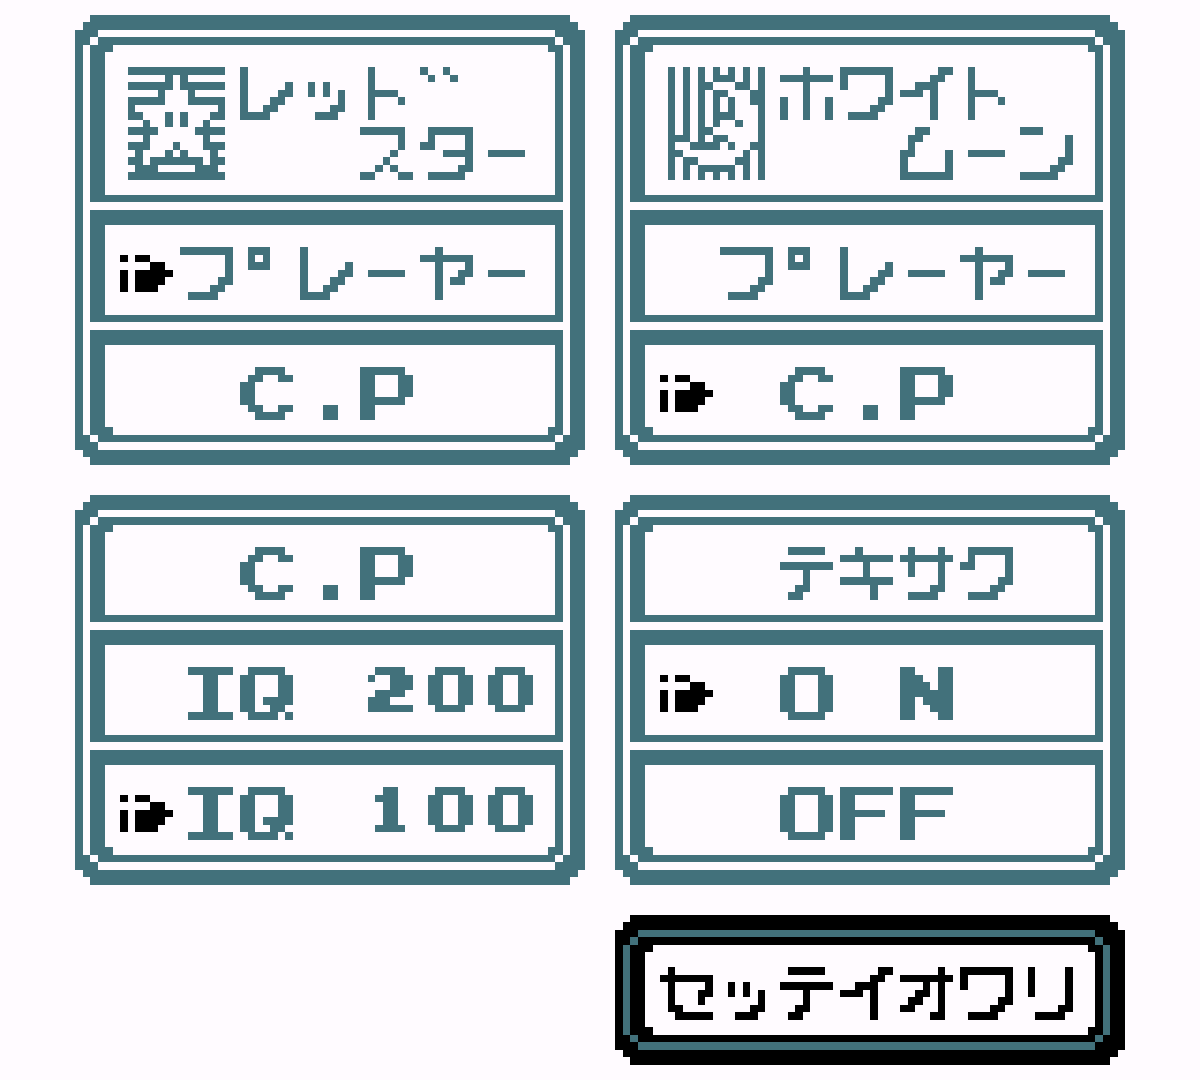 レッド
スター
プレーヤー
C.P
ホワイト
ムーン
プレーヤー
C.P
C.P
IQ 200
IQ 100
テキサク
ON
OFF
セッテイオワリ